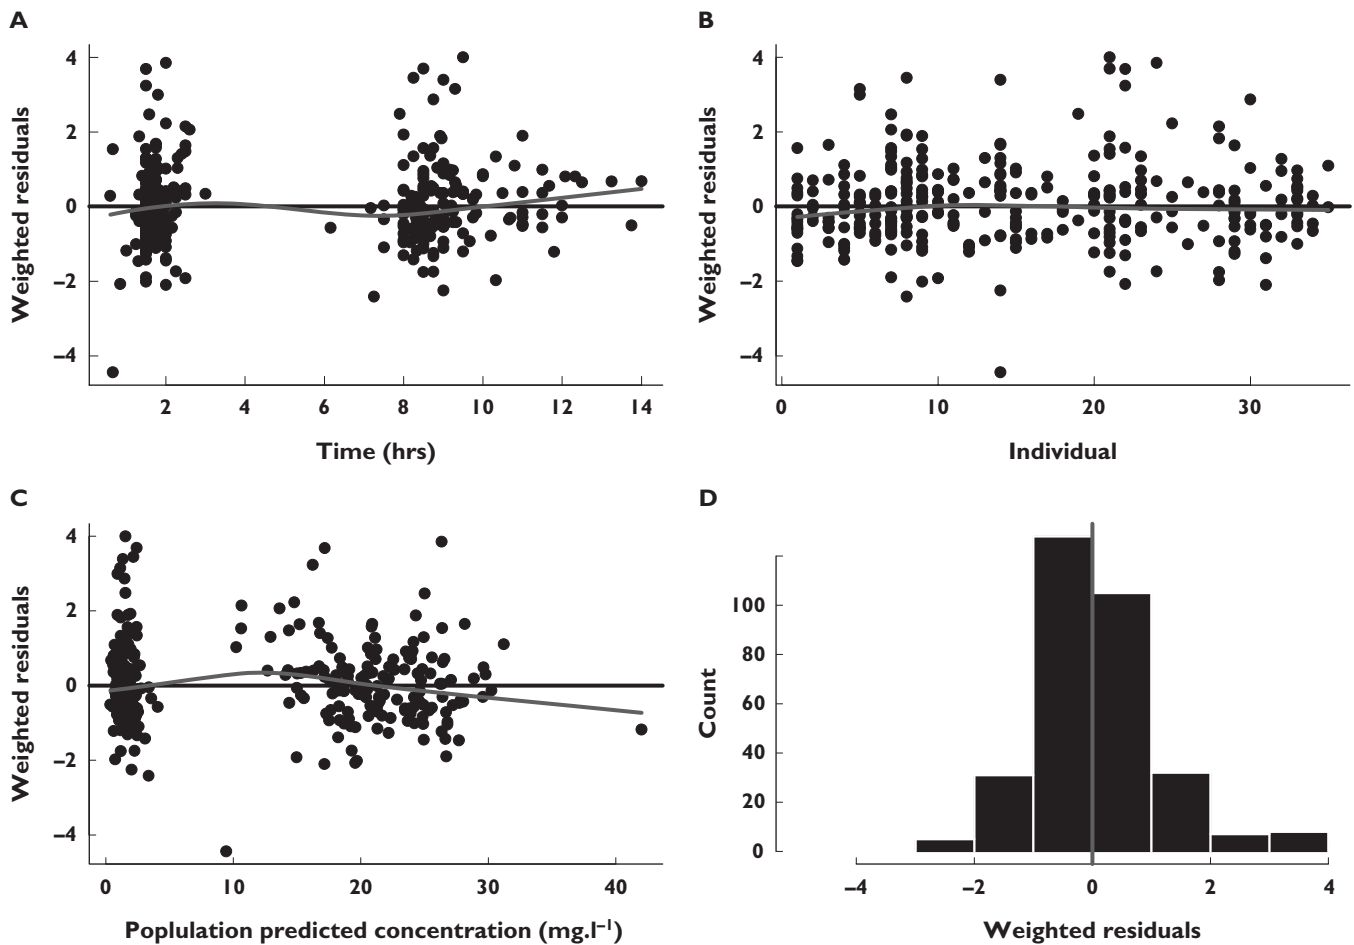 A
4
2
0
–2
–4
Weighted residuals
2 4 6 8 10 12 14
Time (hrs)
B
4
2
0
–2
–4
Weighted residuals
0 10 20 30
Individual
C
4
2
0
–2
–4
Weighted residuals
0 10 20 30 40
Poplulation predicted concentration (mg.l⁻¹)
D
100
80
60
40
20
0
Count
–4 –2 0 2 4
Weighted residuals